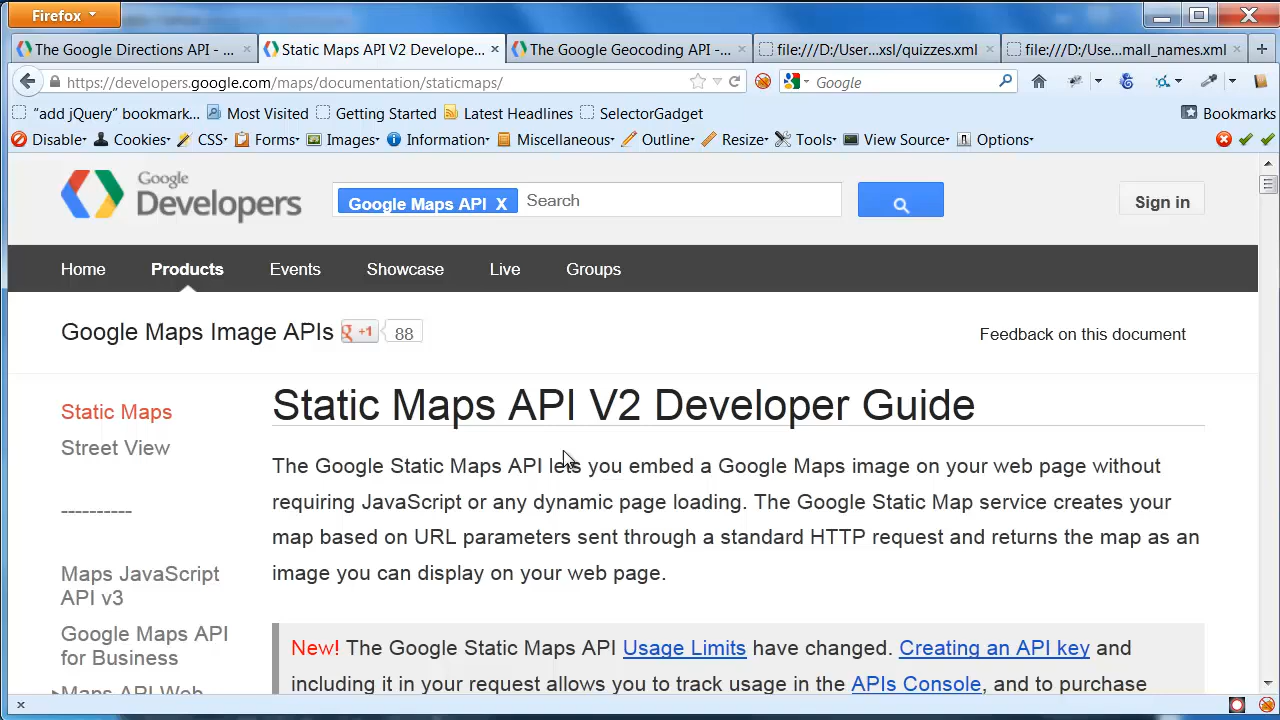 Firefox
The Google Directions API - ...
Static Maps API V2 Develope...
The Google Geocoding API -...
file:///D:/User...xsl/quizzes.xml
file:///D:/Use...mall_names.xml
https://developers.google.com/maps/documentation/staticmaps/
Google
"add jQuery" bookmark...
Most Visited
Getting Started
Latest Headlines
SelectorGadget
Bookmarks
Disable
Cookies
CSS
Forms
Images
Information
Miscellaneous
Outline
Resize
Tools
View Source
Options
Google
Developers
Google Maps API X
Search
Sign in
Home
Products
Events
Showcase
Live
Groups
Google Maps Image APIs
g +1
88
Feedback on this document
Static Maps
Street View
----------
Maps JavaScript
API v3
Google Maps API
for Business
Maps API Web
Static Maps API V2 Developer Guide
The Google Static Maps API lets you embed a Google Maps image on your web page without
requiring JavaScript or any dynamic page loading. The Google Static Map service creates your
map based on URL parameters sent through a standard HTTP request and returns the map as an
image you can display on your web page.
New! The Google Static Maps API Usage Limits have changed. Creating an API key and
including it in your request allows you to track usage in the APIs Console, and to purchase